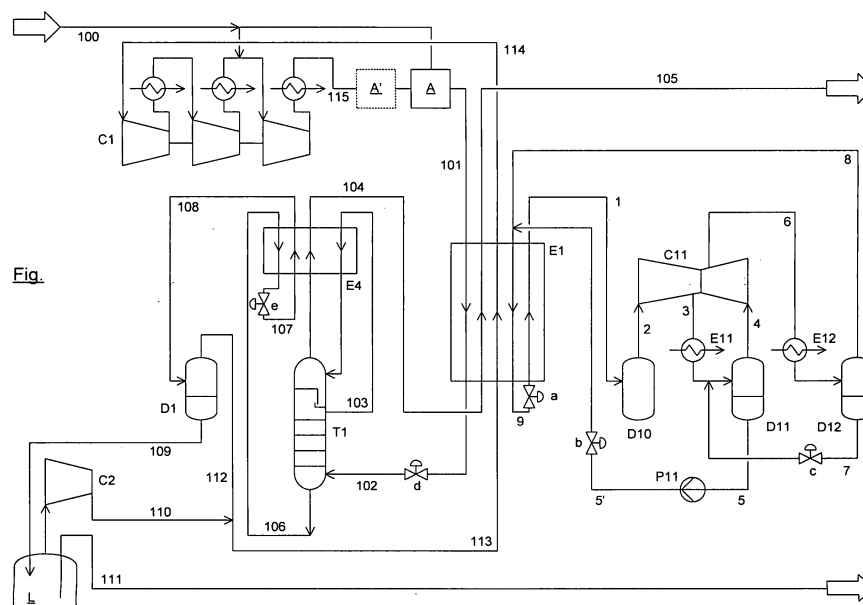 100
114
105
115
A'
A
C1
101
8
104
1
108
6
C11
E1
Fig.
E4
e
107
2
3
4
E11
E12
103
a
9
D1
T1
D10
D11
D12
b
109
102
d
c
7
C2
112
P11
5'
5
110
106
113
111
L